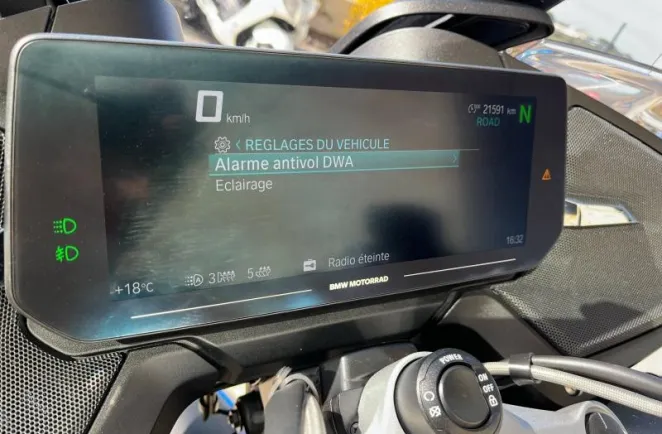 0 km/h
21591 km N
ROAD
< REGLAGES DU VEHICULE
Alarme antivol DWA >
Eclairage
16:32
Radio éteinte
+18°C
3
5
BMW MOTORRAD
POWER
ON
OFF